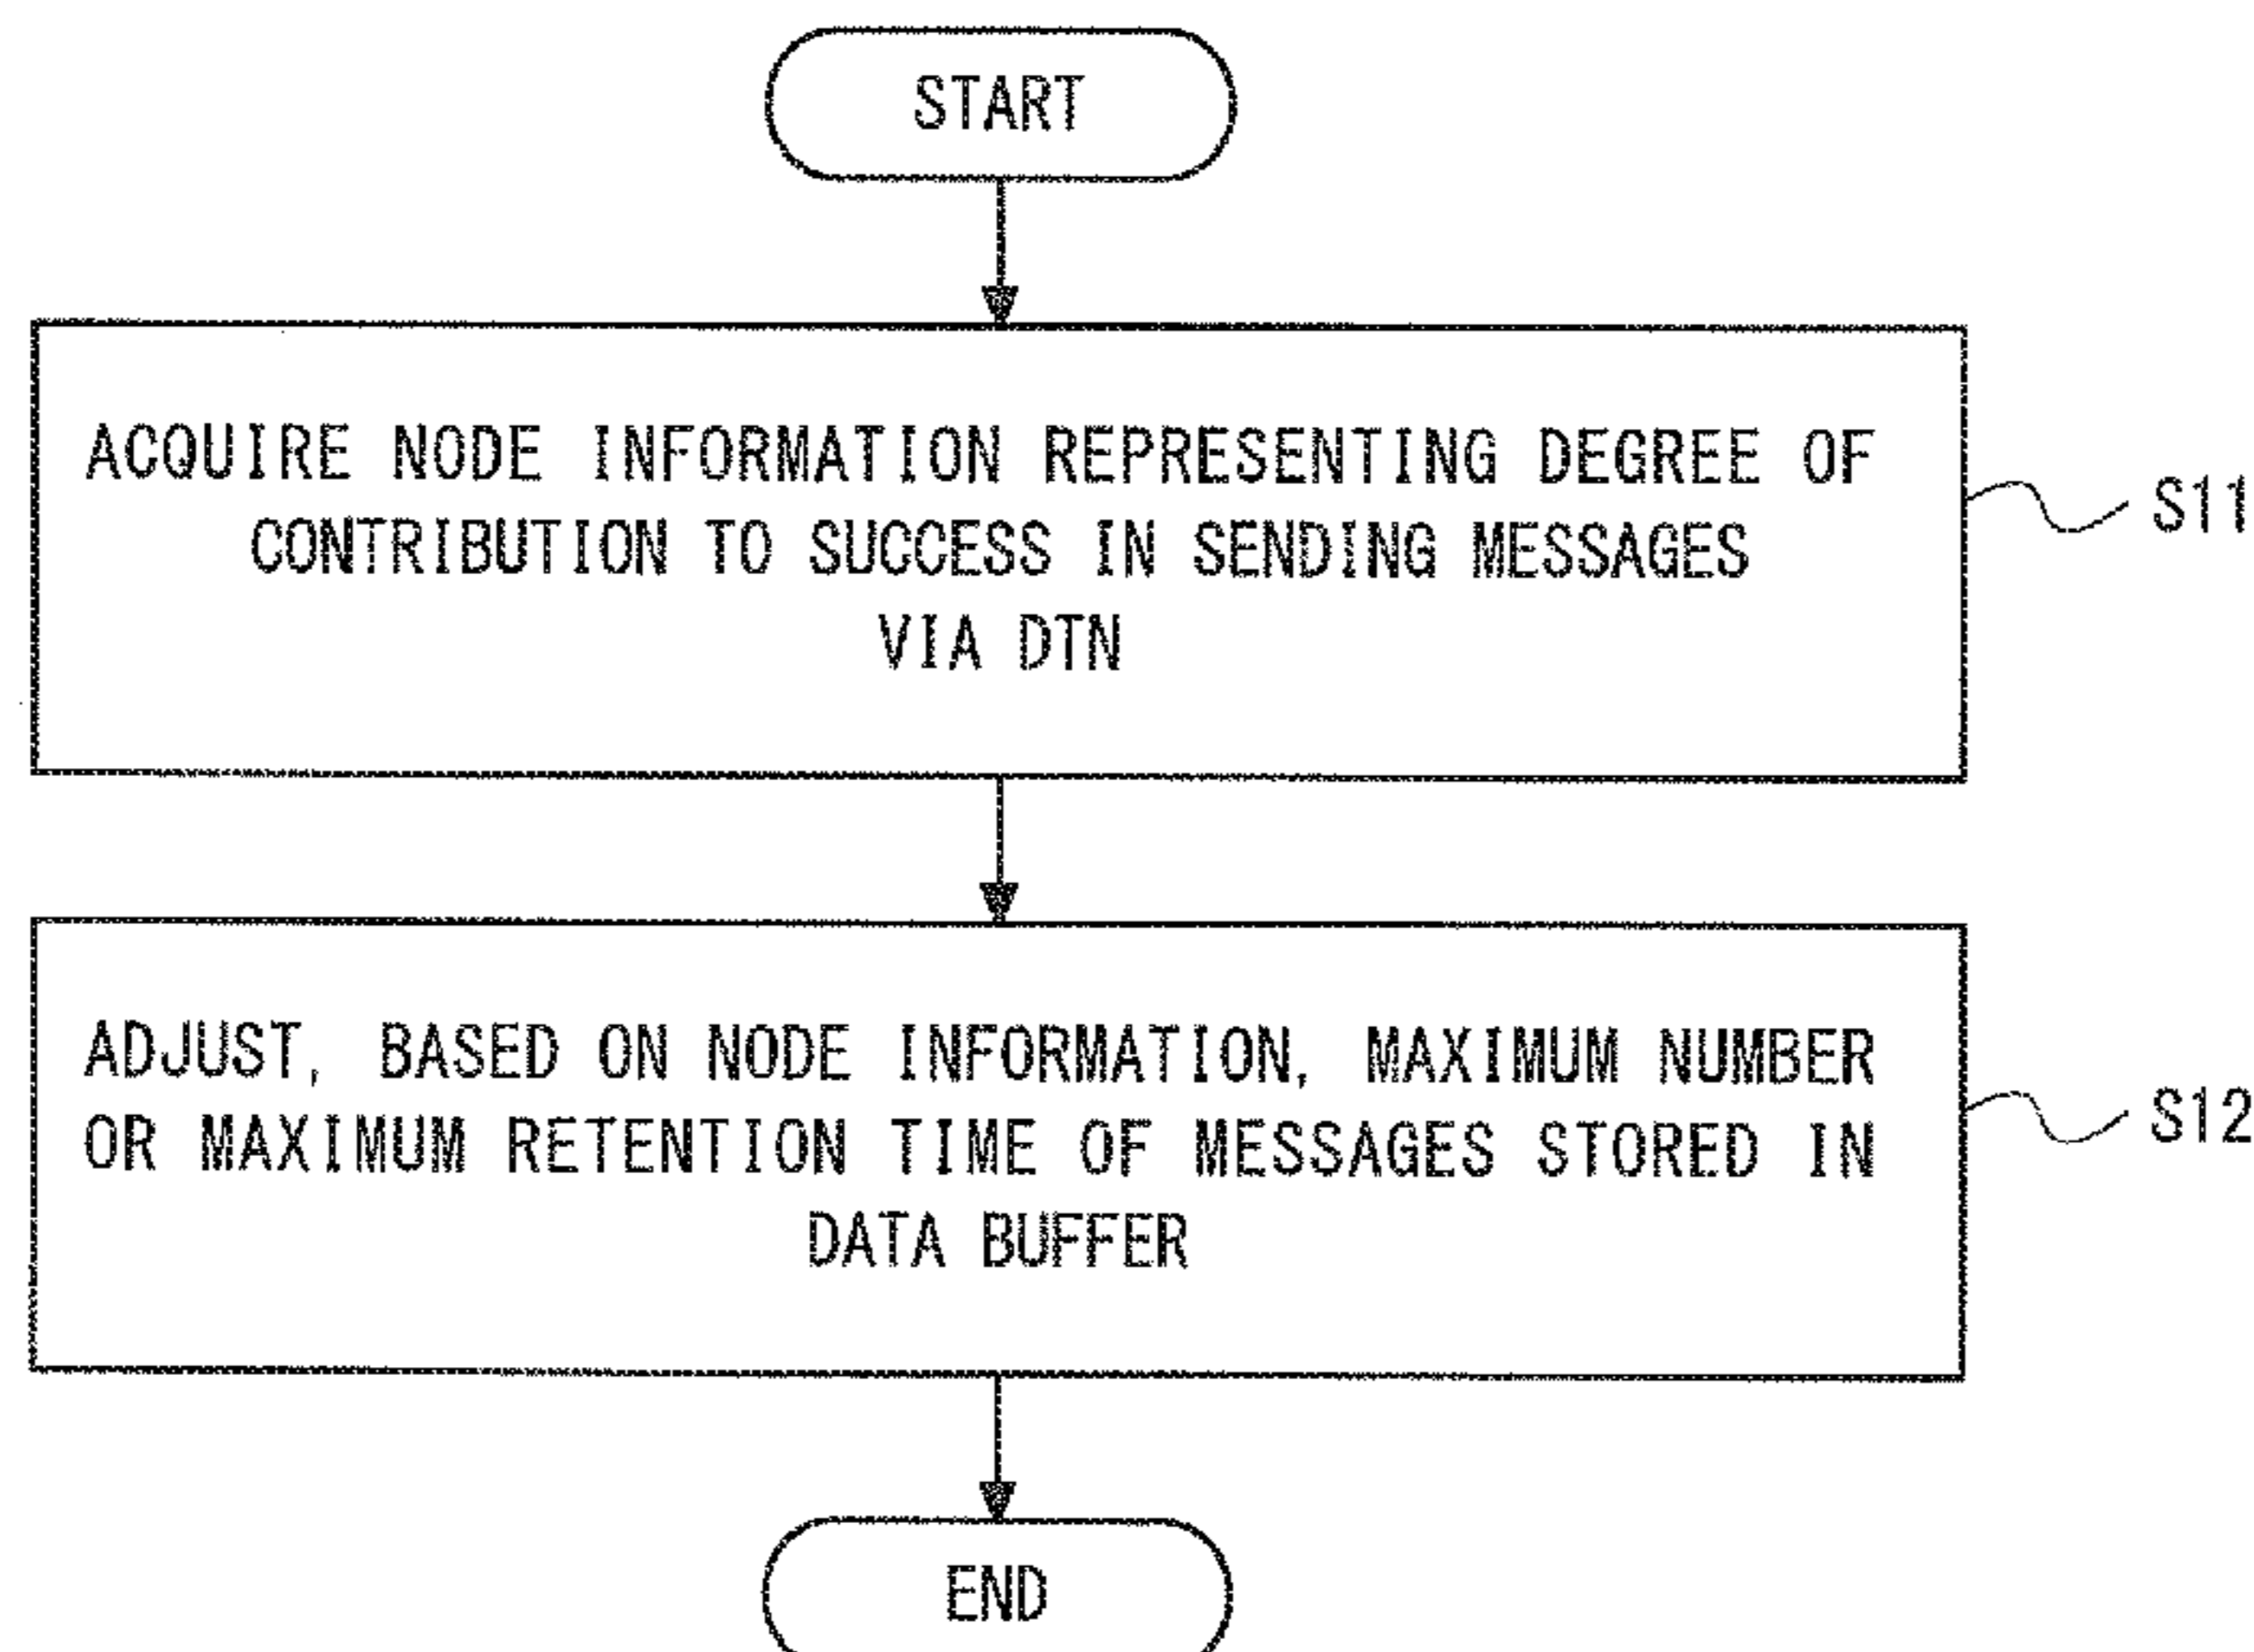 START
ACQUIRE NODE INFORMATION REPRESENTING DEGREE OF
CONTRIBUTION TO SUCCESS IN SENDING MESSAGES
VIA DTN
S11
ADJUST, BASED ON NODE INFORMATION, MAXIMUM NUMBER
OR MAXIMUM RETENTION TIME OF MESSAGES STORED IN
DATA BUFFER
S12
END